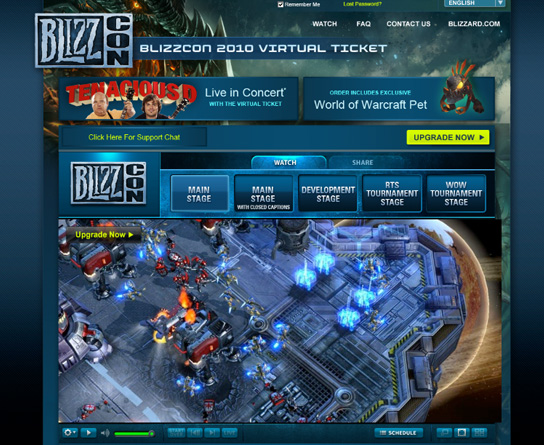 Remember Me
Lost Password?
ENGLISH
WATCH
FAQ
CONTACT US
BLIZZARD.COM
BLIZZ CON
BLIZZCON 2010 VIRTUAL TICKET
TENACIOUS D
Live in Concert*
WITH THE VIRTUAL TICKET
ORDER INCLUDES EXCLUSIVE
World of Warcraft Pet
Click Here For Support Chat
UPGRADE NOW
WATCH
SHARE
BLIZZ CON
MAIN
STAGE
MAIN
STAGE
WITH CLOSED CAPTIONS
DEVELOPMENT
STAGE
RTS
TOURNAMENT
STAGE
WOW
TOURNAMENT
STAGE
Upgrade Now
SCHEDULE